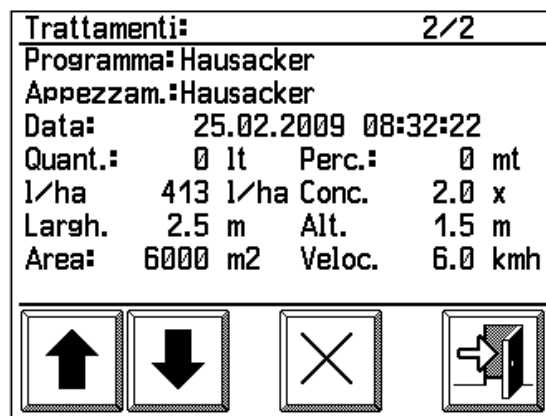 Trattamenti: 2/2
Programma: Hausacker
Appezzam.:Hausacker
Data: 25.02.2009 08:32:22
Quant.: 0 lt Perc.: 0 mt
l/ha 413 l/ha Conc. 2.0 x
Largh. 2.5 m Alt. 1.5 m
Area: 6000 m2 Veloc. 6.0 kmh